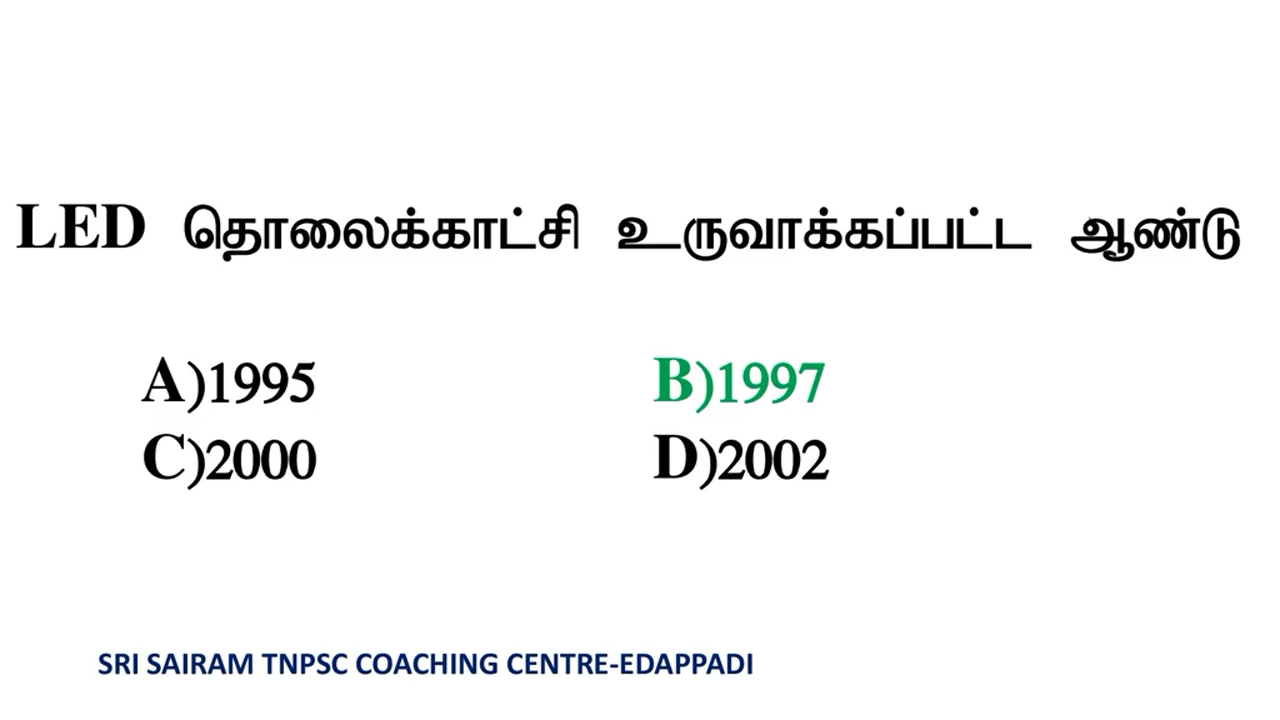 LED தொலைக்காட்சி உருவாக்கப்பட்ட ஆண்டு
A)1995 B)1997
C)2000 D)2002
SRI SAIRAM TNPSC COACHING CENTRE-EDAPPADI